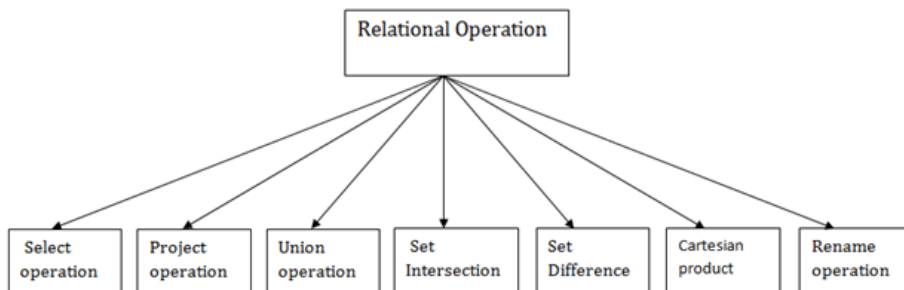 Relational Operation
Select
operation
Project
operation
Union
operation
Set
Intersection
Set
Difference
Cartesian
product
Rename
operation